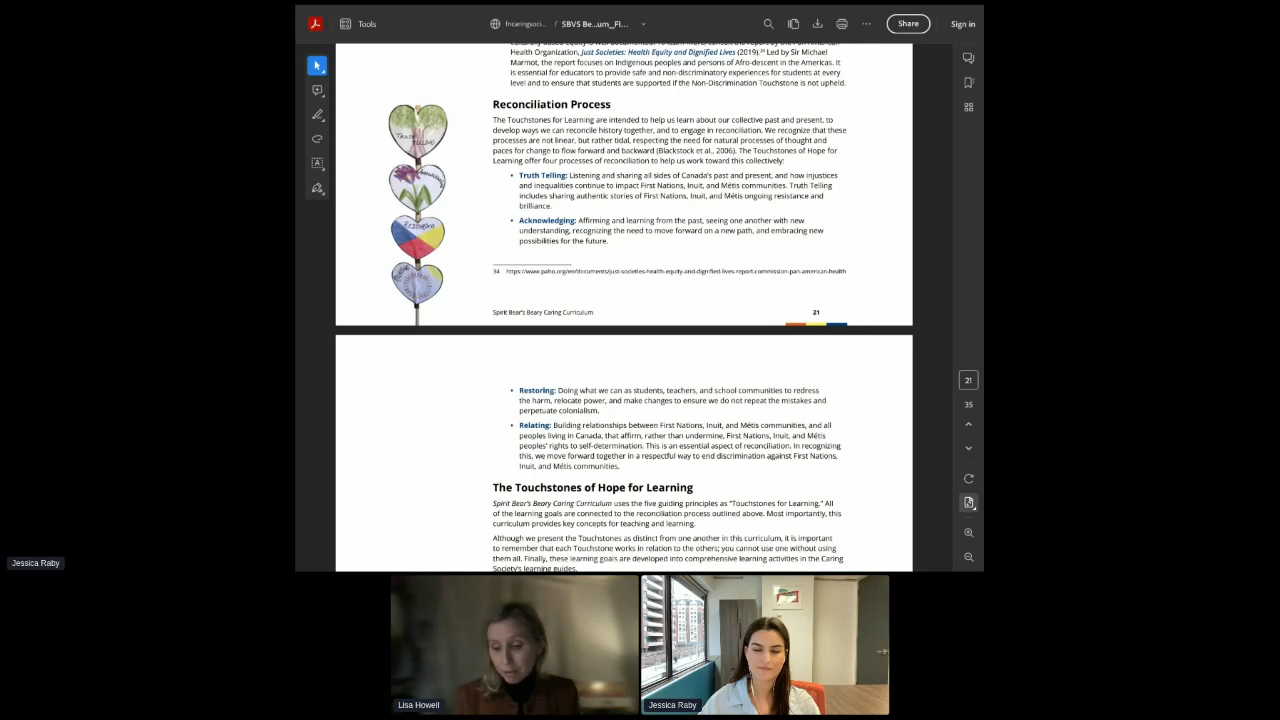 Tools
fncaringsoci...
/ SBVS Be...um_FI...
Share
Sign in
Health Organization, Just Societies: Health Equity and Dignified Lives (2019).³⁴ Led by Sir Michael
Marmot, the report focuses on Indigenous peoples and persons of Afro-descent in the Americas. It
is essential for educators to provide safe and non-discriminatory experiences for students at every
level and to ensure that students are supported if the Non-Discrimination Touchstone is not upheld.
Reconciliation Process
The Touchstones for Learning are intended to help us learn about our collective past and present, to
develop ways we can reconcile history together, and to engage in reconciliation. We recognize that these
processes are not linear, but rather tidal, respecting the need for natural processes of thought and
paces for change to flow forward and backward (Blackstock et al., 2006). The Touchstones of Hope for
Learning offer four processes of reconciliation to help us work toward this collectively:
• Truth Telling: Listening and sharing all sides of Canada's past and present, and how injustices
and inequalities continue to impact First Nations, Inuit, and Métis communities. Truth Telling
includes sharing authentic stories of First Nations, Inuit, and Métis ongoing resistance and
brilliance.
• Acknowledging: Affirming and learning from the past, seeing one another with new
understanding, recognizing the need to move forward on a new path, and embracing new
possibilities for the future.
34 https://www.paho.org/en/documents/just-societies-health-equity-and-dignified-lives-report-commission-pan-american-health
Spirit Bear's Beary Caring Curriculum
21
TRUTH
TELLING
RESTORING
• Restoring: Doing what we can as students, teachers, and school communities to redress
the harm, relocate power, and make changes to ensure we do not repeat the mistakes and
perpetuate colonialism.
• Relating: Building relationships between First Nations, Inuit, and Métis communities, and all
peoples living in Canada, that affirm, rather than undermine, First Nations, Inuit, and Métis
peoples' rights to self-determination. This is an essential aspect of reconciliation. In recognizing
this, we move forward together in a respectful way to end discrimination against First Nations,
Inuit, and Métis communities.
The Touchstones of Hope for Learning
Spirit Bear's Beary Caring Curriculum uses the five guiding principles as "Touchstones for Learning." All
of the learning goals are connected to the reconciliation process outlined above. Most importantly, this
curriculum provides key concepts for teaching and learning.
Although we present the Touchstones as distinct from one another in this curriculum, it is important
to remember that each Touchstone works in relation to the others; you cannot use one without using
them all. Finally, these learning goals are developed into comprehensive learning activities in the Caring
Society's learning guides.
21
35
Jessica Raby
Lisa Howell
Jessica Raby